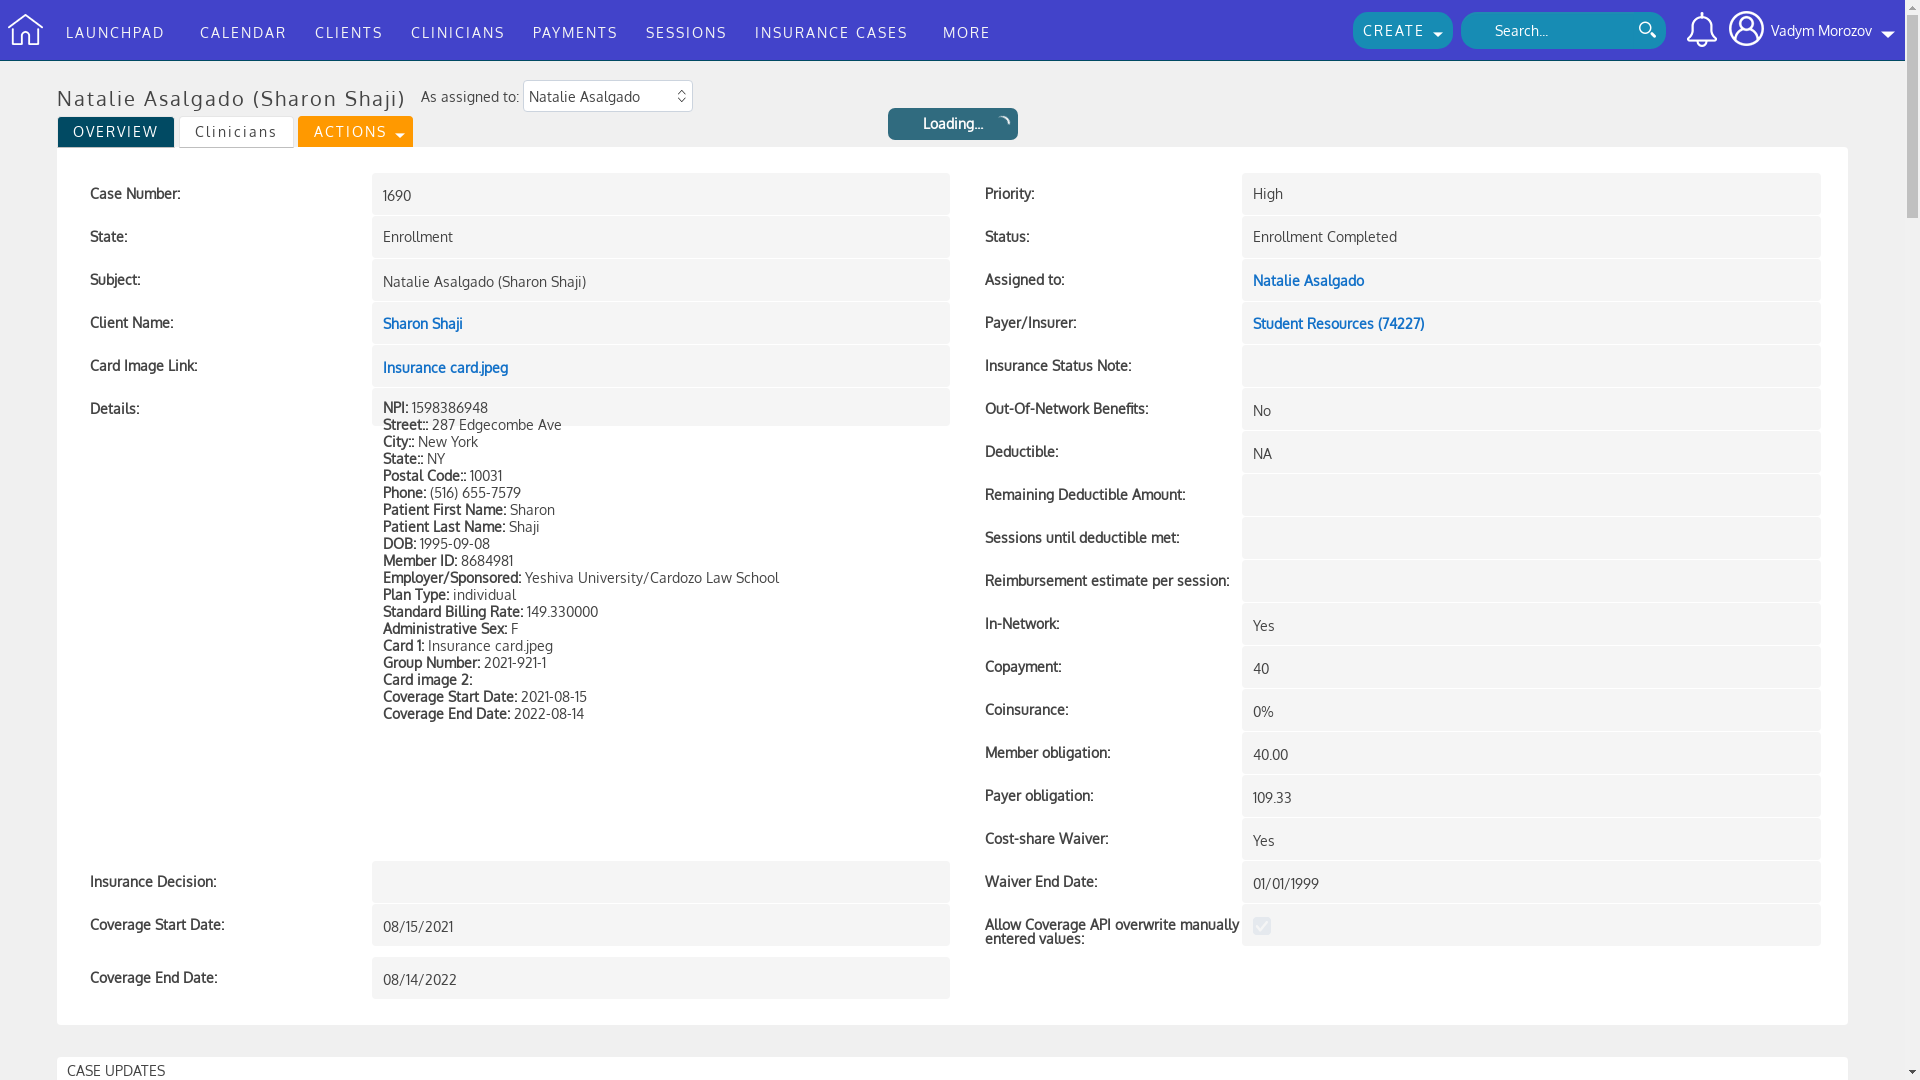 LAUNCHPAD CALENDAR CLIENTS CLINICIANS PAYMENTS SESSIONS INSURANCE CASES MORE CREATE Search... Vadym Morozov
Natalie Asalgado (Sharon Shaji) As assigned to: Natalie Asalgado
Loading...
OVERVIEW Clinicians ACTIONS
Case Number: 1690
Priority: High
State: Enrollment
Status: Enrollment Completed
Subject: Natalie Asalgado (Sharon Shaji)
Assigned to: Natalie Asalgado
Client Name: Sharon Shaji
Payer/Insurer: Student Resources (74227)
Card Image Link: Insurance card.jpeg
Insurance Status Note:
Details:
NPI: 1598386948
Street:: 287 Edgecombe Ave
City:: New York
State:: NY
Postal Code:: 10031
Phone: (516) 655-7579
Patient First Name: Sharon
Patient Last Name: Shaji
DOB: 1995-09-08
Member ID: 8684981
Employer/Sponsored: Yeshiva University/Cardozo Law School
Plan Type: individual
Standard Billing Rate: 149.330000
Administrative Sex: F
Card 1: Insurance card.jpeg
Group Number: 2021-921-1
Card image 2:
Coverage Start Date: 2021-08-15
Coverage End Date: 2022-08-14
Out-Of-Network Benefits: No
Deductible: NA
Remaining Deductible Amount:
Sessions until deductible met:
Reimbursement estimate per session:
In-Network: Yes
Copayment: 40
Coinsurance: 0%
Member obligation: 40.00
Payer obligation: 109.33
Cost-share Waiver: Yes
Insurance Decision:
Waiver End Date: 01/01/1999
Coverage Start Date: 08/15/2021
Allow Coverage API overwrite manually
entered values:
Coverage End Date: 08/14/2022
CASE UPDATES